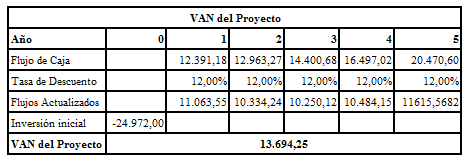 VAN del Proyecto
Año 0 1 2 3 4 5
Flujo de Caja 12.391,18 12.963,27 14.400,68 16.497,02 20.470,60
Tasa de Descuento 12,00% 12,00% 12,00% 12,00% 12,00%
Flujos Actualizados 11.063,55 10.334,24 10.250,12 10.484,15 11615,5682
Inversión inicial -24.972,00
VAN del Proyecto 13.694,25